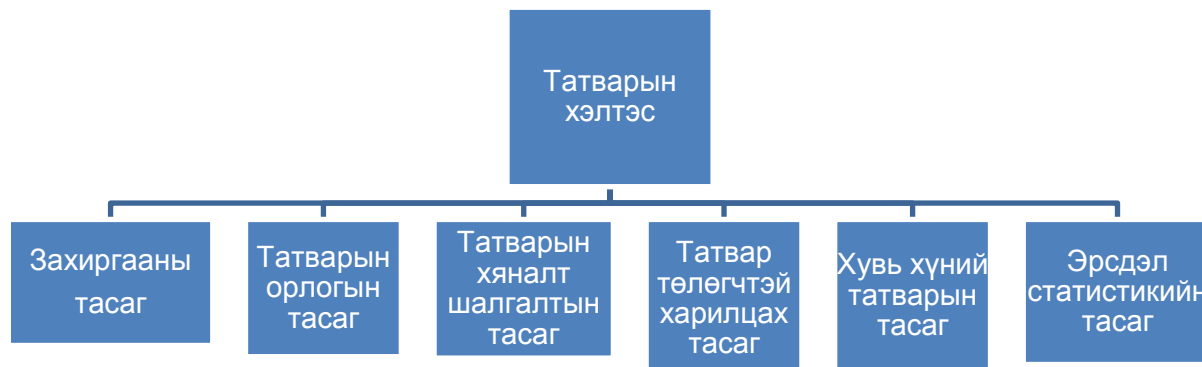 Татварын
хэлтэс
Захиргааны
тасаг
Татварын
орлогын
тасаг
Татварын
хяналт
шалгалтын
тасаг
Татвар
төлөгчтэй
харилцах
тасаг
Хувь хүний
татварын
тасаг
Эрсдэл
статистикийн
тасаг